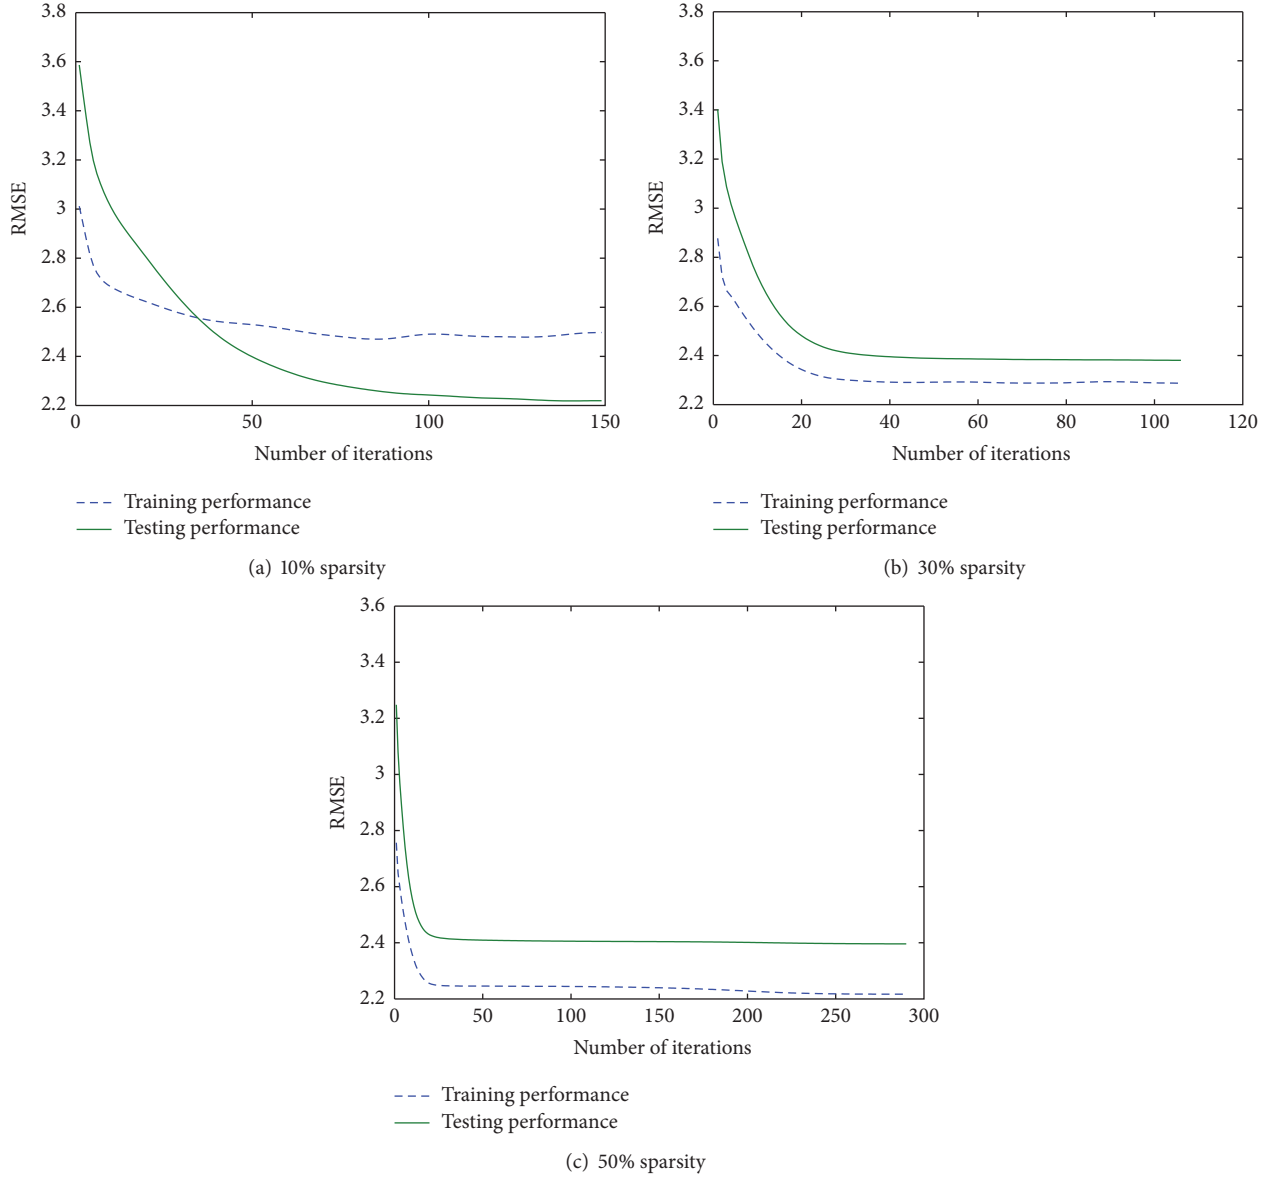 3.8
3.6
3.4
3.2
3
2.8
2.6
2.4
2.2
RMSE
0
50
100
150
Number of iterations
Training performance
Testing performance
(a) 10% sparsity
3.8
3.6
3.4
3.2
3
2.8
2.6
2.4
2.2
RMSE
0
20
40
60
80
100
120
Number of iterations
Training performance
Testing performance
(b) 30% sparsity
3.6
3.4
3.2
3
2.8
2.6
2.4
2.2
RMSE
0
50
100
150
200
250
300
Number of iterations
Training performance
Testing performance
(c) 50% sparsity